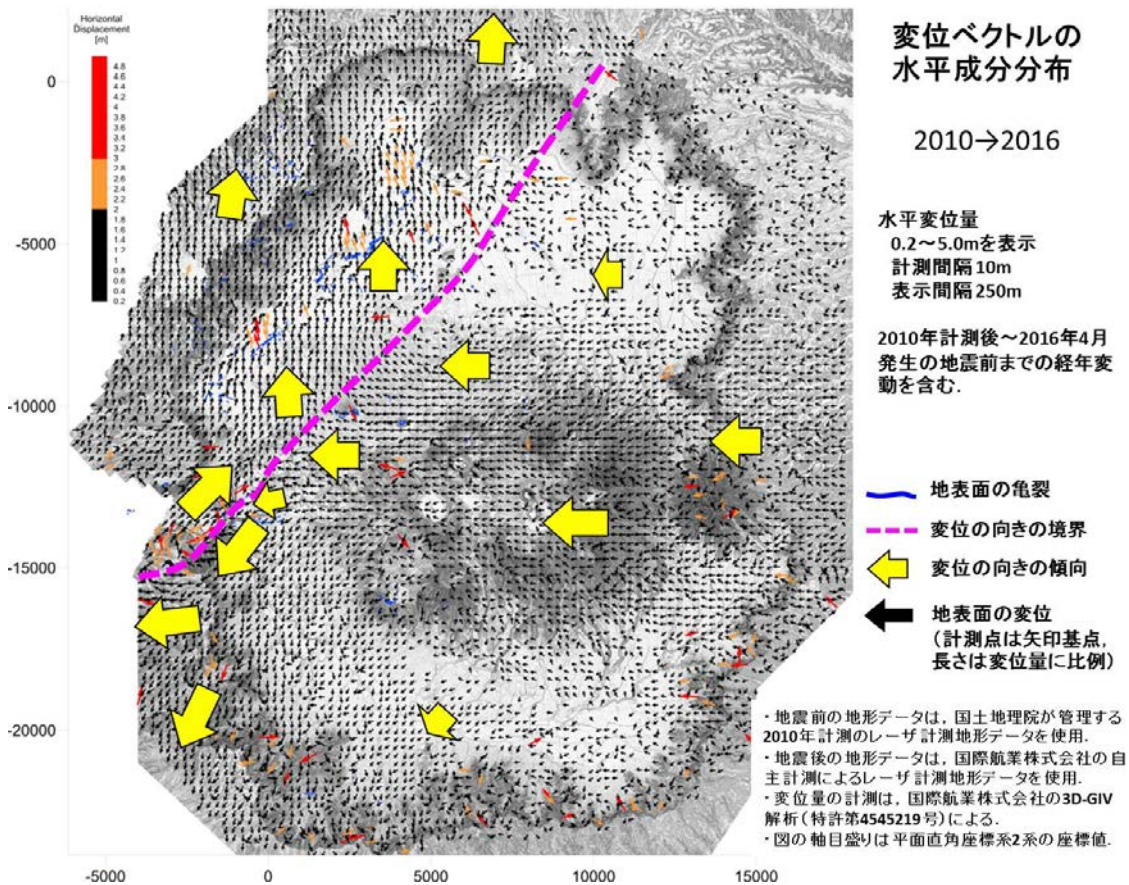 Horizontal
Displacement
[m]
4.8
4.6
4.4
4.2
4
3.8
3.6
3.4
3.2
3
2.8
2.6
2.4
2.2
2
1.8
1.6
1.4
1.2
1
0.8
0.6
0.4
0.2
0
-5000
-10000
-15000
-20000
-5000
0
5000
10000
15000
変位ベクトルの
水平成分分布
2010→2016
水平変位量
0.2～5.0mを表示
計測間隔10m
表示間隔250m
2010年計測後～2016年4月
発生の地震前までの経年変
動を含む.
地表面の亀裂
変位の向きの境界
変位の向きの傾向
地表面の変位
（計測点は矢印基点,
長さは変位量に比例）
・地震前の地形データは，国土地理院が管理する
2010年計測のレーザ計測地形データを使用.
・地震後の地形データは，国際航業株式会社の自
主計測によるレーザ計測地形データを使用.
・変位量の計測は，国際航業株式会社の3D-GIV
解析（特許第4545219号）による.
・図の軸目盛りは平面直角座標系2系の座標値.